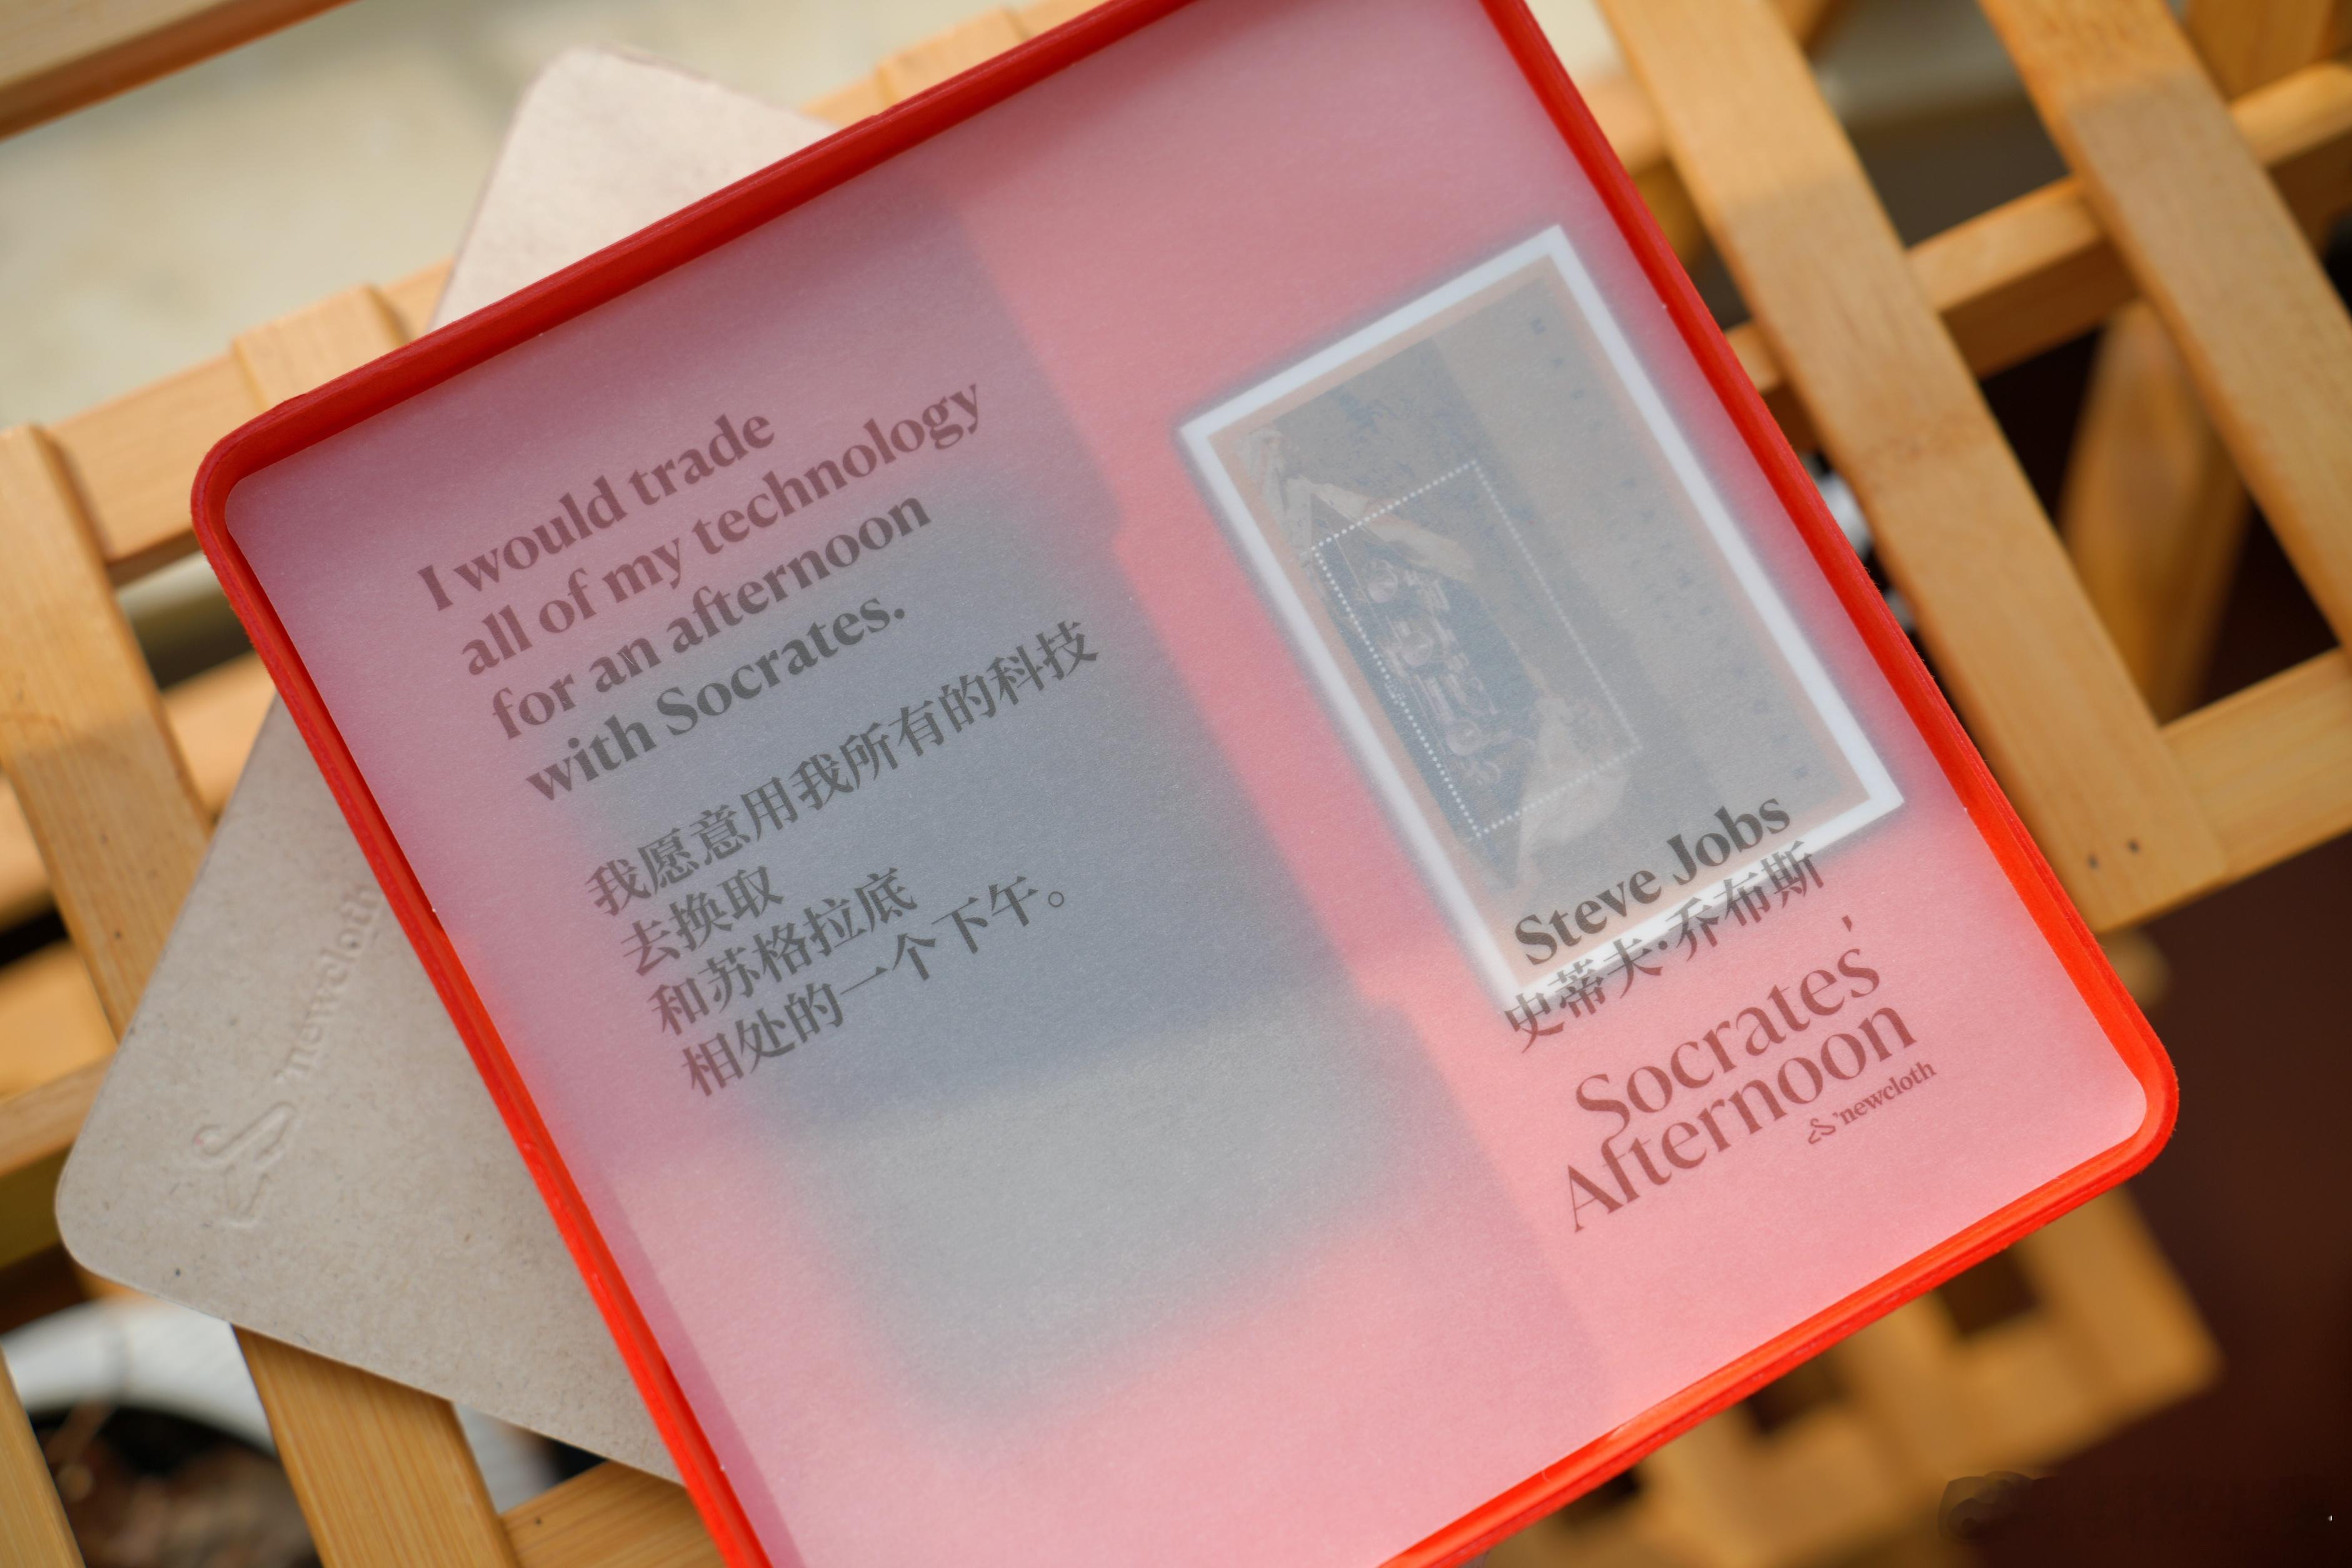 I would trade
all of my technology
for an afternoon
with Socrates.
我愿意用我所有的科技
去换取
和苏格拉底
相处的一个下午。
Steve Jobs
史蒂夫·乔布斯
Socrates'
Afternoon
'newcloth
'newcloth